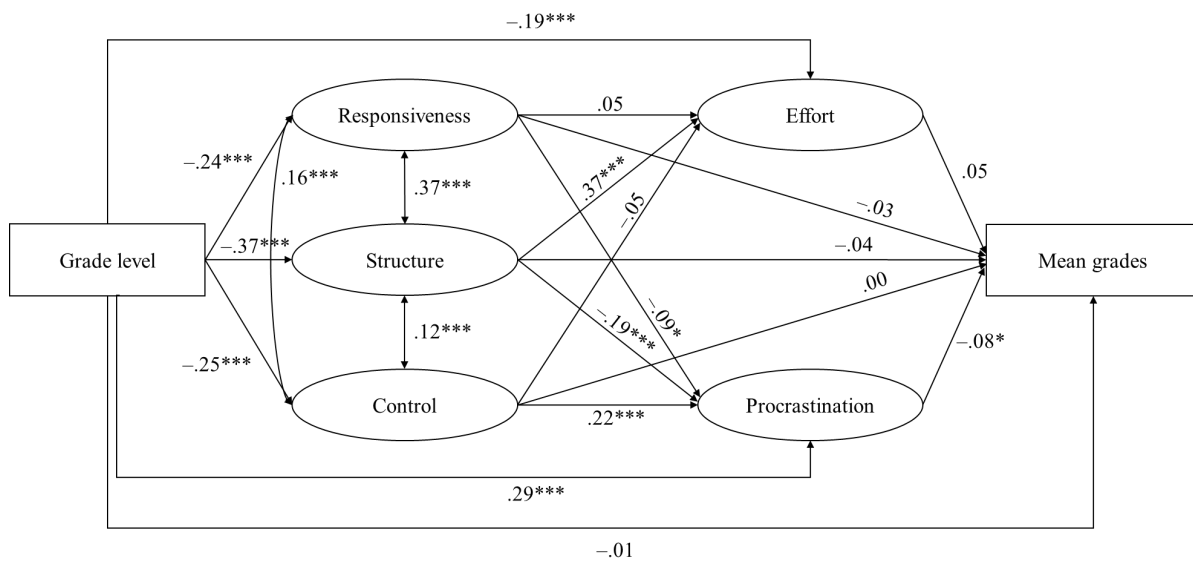 –.19***
Responsiveness
.05
Effort
–.24***
.16***
.37***
.37***
–.05
–.03
.05
Grade level
–.37***
Structure
–.04
Mean grades
.00
.12***
–.19***
–.09*
–.08*
–.25***
Control
.22***
Procrastination
.29***
–.01